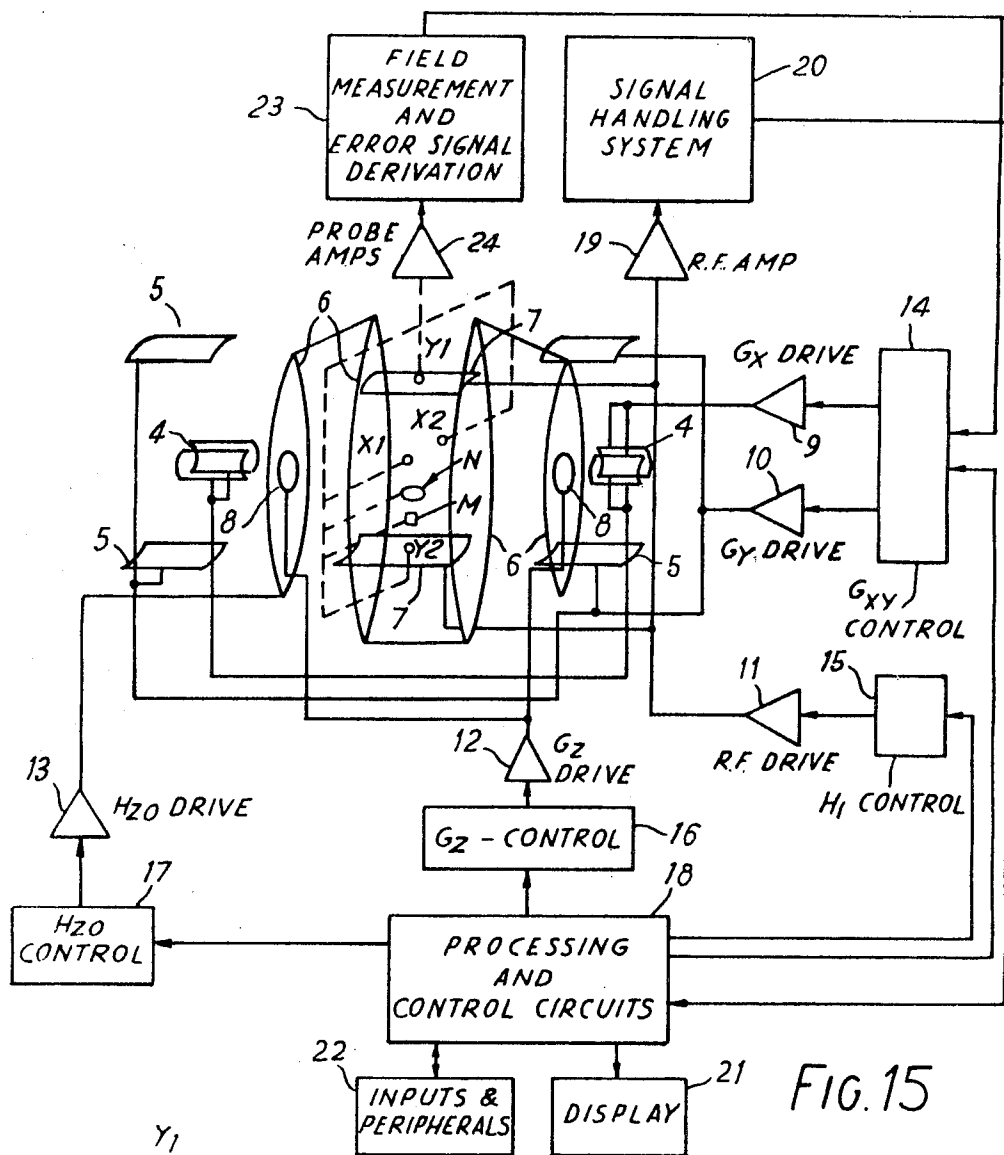 FIELD
MEASUREMENT
AND
ERROR SIGNAL
DERIVATION
23
SIGNAL
HANDLING
SYSTEM
20
PROBE
AMPS
24
19
R.F. AMP
5
6
7
Y1
14
GX DRIVE
9
4
X1
X2
N
M
4
8
8
10
GY DRIVE
5
Y2
7
6
5
GXY
CONTROL
11
15
R.F. DRIVE
H1 CONTROL
12
GZ
DRIVE
13
HZO DRIVE
GZ - CONTROL
16
17
HZO
CONTROL
18
PROCESSING
AND
CONTROL CIRCUITS
22
INPUTS &
PERIPHERALS
21
DISPLAY
FIG. 15
Y1